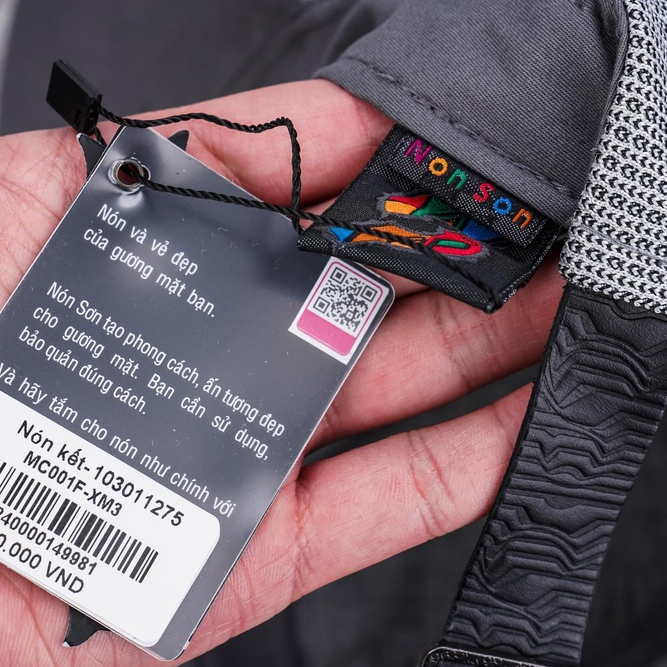 Non Son
Nón và vẻ đẹp
của gương mặt bạn.
Nón Sơn tạo phong cách, ấn tượng đẹp
cho gương mặt. Bạn cần sử dụng,
bảo quản đúng cách.
Và hãy tắm cho nón như chính với
Nón kết-103011275
MC001F-XM3
40000149981
.000 VND